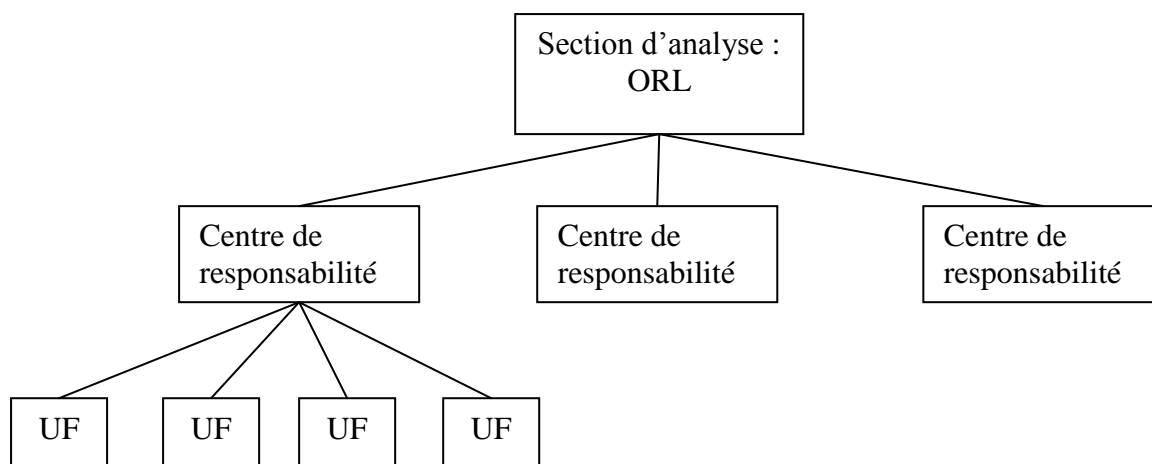 Section d’analyse :
ORL
Centre de
responsabilité
Centre de
responsabilité
Centre de
responsabilité
UF
UF
UF
UF